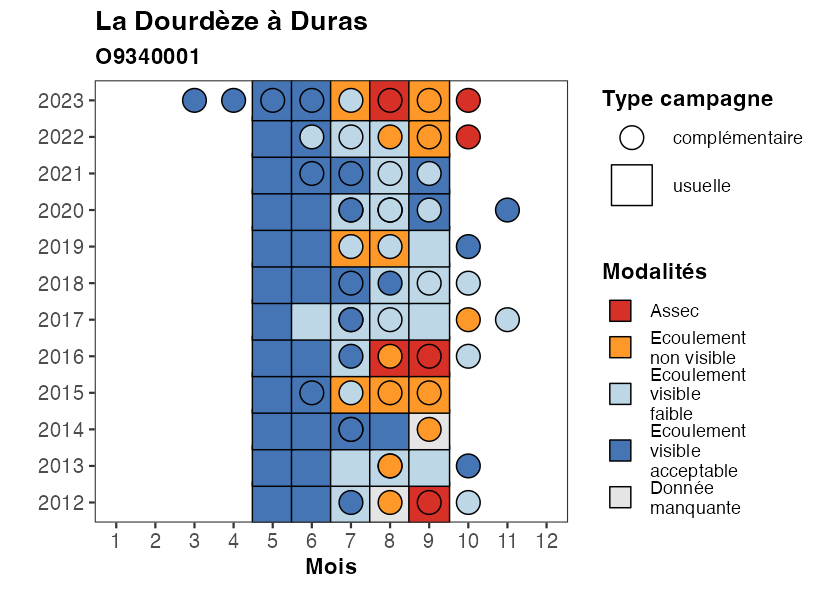 La Dourdèze à Duras
O9340001
2023
2022
2021
2020
2019
2018
2017
2016
2015
2014
2013
2012
1 2 3 4 5 6 7 8 9 10 11 12
Mois
Type campagne
complémentaire
usuelle
Modalités
Assec
Ecoulement
non visible
Ecoulement
visible
faible
Ecoulement
visible
acceptable
Donnée
manquante